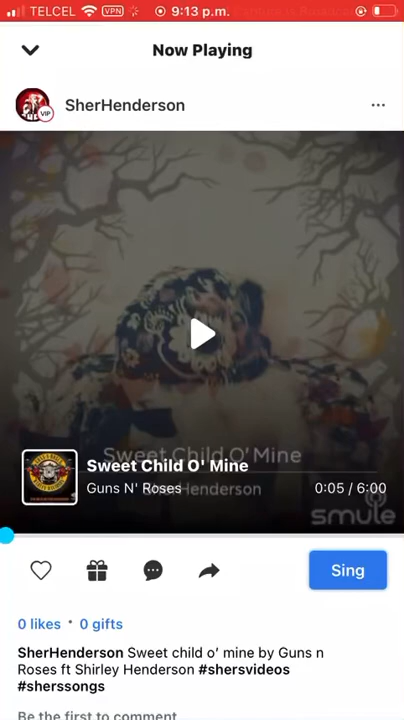 TELCEL VPN 9:13 p.m.
Now Playing
VIP
SherHenderson
Sweet Child O' Mine
Sweet Child O' Mine
Guns N' Roses
SherHenderson
0:05 / 6:00
smule
Sing
0 likes • 0 gifts
SherHenderson Sweet child o’ mine by Guns n
Roses ft Shirley Henderson #shersvideos
#sherssongs
Be the first to comment